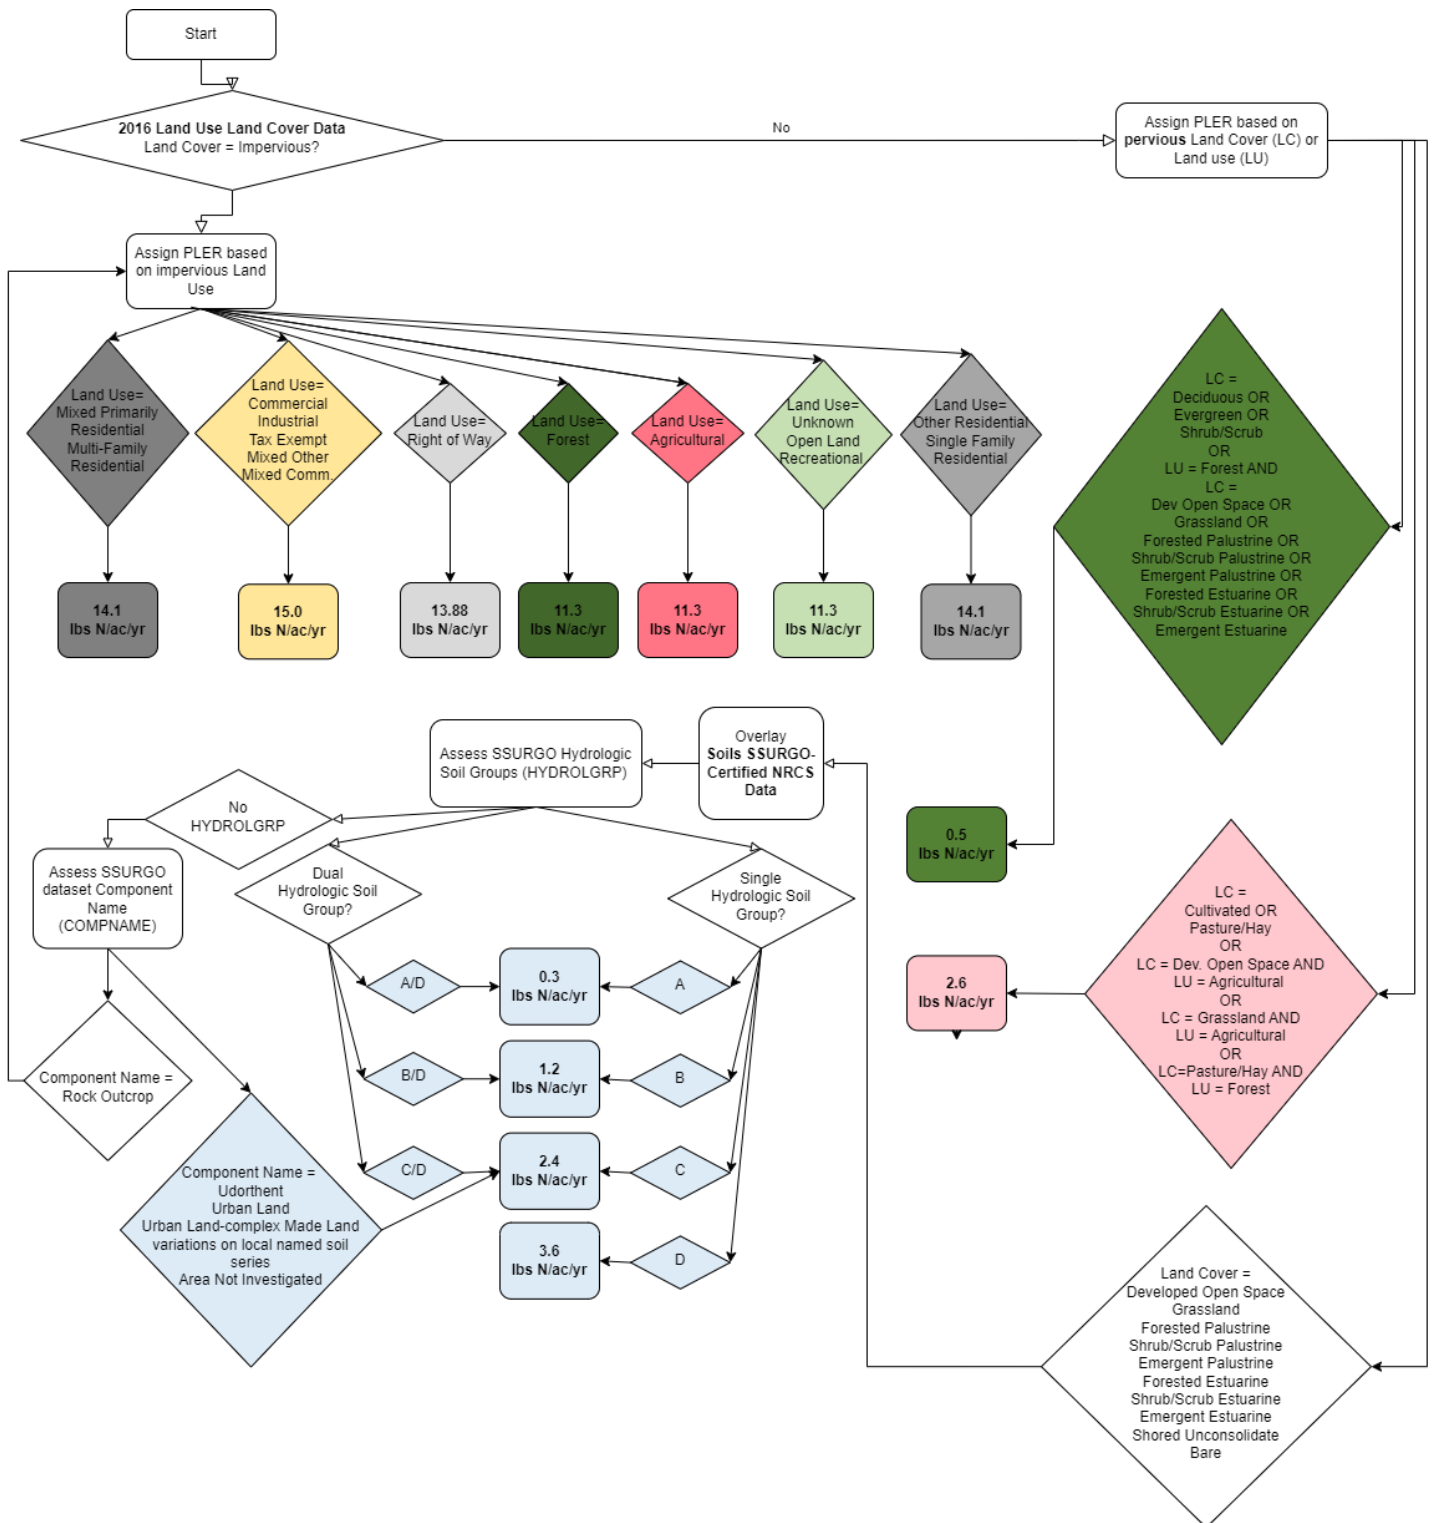 Start
2016 Land Use Land Cover Data
Land Cover = Impervious?
No
Assign PLER based on
pervious Land Cover (LC) or
Land use (LU)
Assign PLER based
on impervious Land
Use
Land Use=
Mixed Primarily
Residential
Multi-Family
Residential
Land Use=
Commercial
Industrial
Tax Exempt
Mixed Other
Mixed Comm.
Land Use=
Right of Way
Land Use=
Forest
Land Use=
Agricultural
Land Use=
Unknown
Open Land
Recreational
Land Use=
Other Residential
Single Family
Residential
14.1
lbs N/ac/yr
15.0
lbs N/ac/yr
13.88
lbs N/ac/yr
11.3
lbs N/ac/yr
11.3
lbs N/ac/yr
11.3
lbs N/ac/yr
14.1
lbs N/ac/yr
LC =
Deciduous OR
Evergreen OR
Shrub/Scrub
OR
LU = Forest AND
LC =
Dev Open Space OR
Grassland OR
Forested Palustrine OR
Shrub/Scrub Palustrine OR
Emergent Palustrine OR
Forested Estuarine OR
Shrub/Scrub Estuarine OR
Emergent Estuarine
0.5
lbs N/ac/yr
Overlay
Soils SSURGO-
Certified NRCS
Data
Assess SSURGO Hydrologic
Soil Groups (HYDROLGRP)
No
HYDROLGRP
Assess SSURGO
dataset Component
Name
(COMPNAME)
Dual
Hydrologic Soil
Group?
Single
Hydrologic Soil
Group?
A/D
0.3
lbs N/ac/yr
A
B/D
1.2
lbs N/ac/yr
B
C/D
2.4
lbs N/ac/yr
C
3.6
lbs N/ac/yr
D
Component Name =
Rock Outcrop
Component Name =
Udorthent
Urban Land
Urban Land-complex Made Land
variations on local named soil
series
Area Not Investigated
LC =
Cultivated OR
Pasture/Hay
OR
LC = Dev. Open Space AND
LU = Agricultural
OR
LC = Grassland AND
LU = Agricultural
OR
LC=Pasture/Hay AND
LU = Forest
2.6
lbs N/ac/yr
Land Cover =
Developed Open Space
Grassland
Forested Palustrine
Shrub/Scrub Palustrine
Emergent Palustrine
Forested Estuarine
Shrub/Scrub Estuarine
Emergent Estuarine
Shored Unconsolidate
Bare